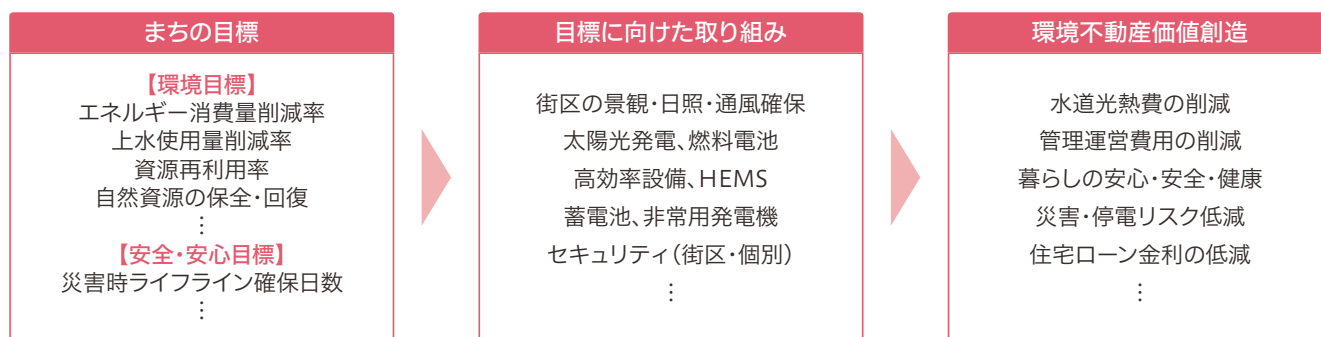 まちの目標
【環境目標】
エネルギー消費量削減率
上水使用量削減率
資源再利用率
自然資源の保全・回復
⋮
【安全・安心目標】
災害時ライフライン確保日数
⋮
目標に向けた取り組み
街区の景観・日照・通風確保
太陽光発電、燃料電池
高効率設備、HEMS
蓄電池、非常用発電機
セキュリティ(街区・個別)
⋮
環境不動産価値創造
水道光熱費の削減
管理運営費用の削減
暮らしの安心・安全・健康
災害・停電リスク低減
住宅ローン金利の低減
⋮